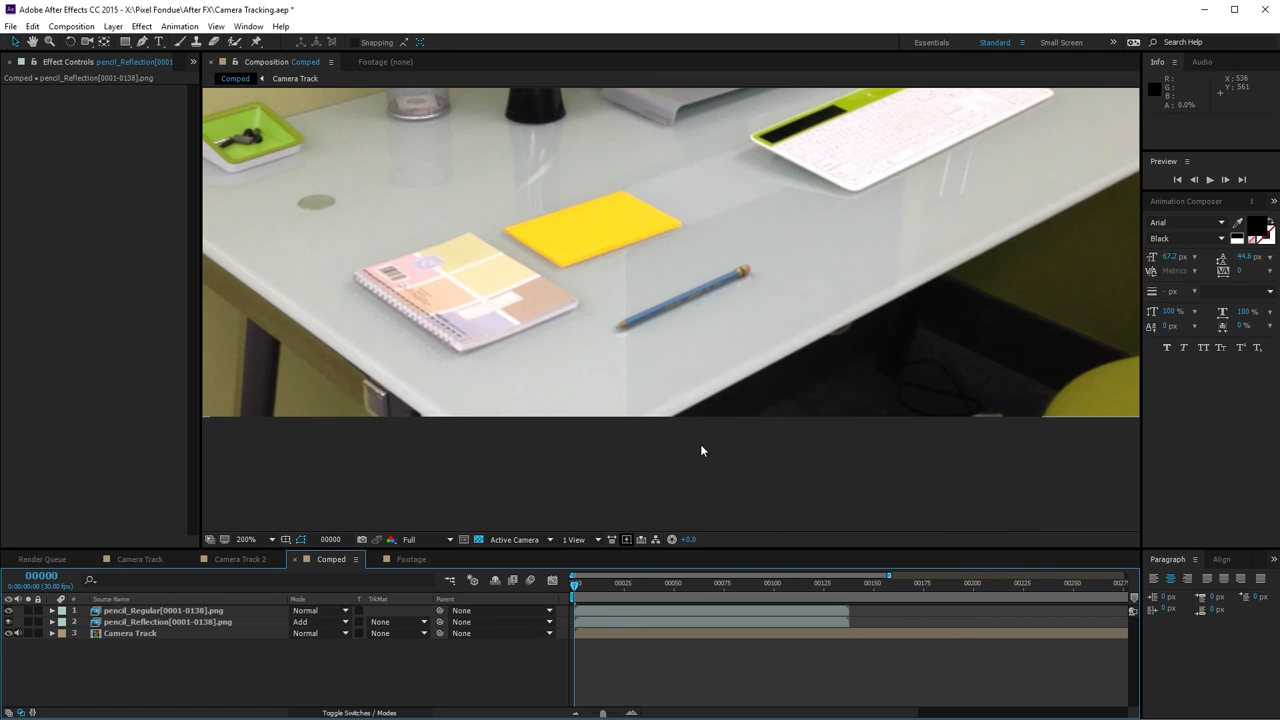 Adobe After Effects CC 2015 - X:\Pixel Fondue\After FX\Camera Tracking.aep *
File Edit Composition Layer Effect Animation View Window Help
Snapping
Essentials Standard Small Screen Search Help
Effect Controls pencil_Reflection[0001
Composition Comped
Footage (none)
Info Audio
Comped • pencil_Reflection[0001-0138].png
Comped Camera Track
R :
G :
B :
A : 0.0%
X : 536
Y : 561
Preview
Animation Composer
Arial
Black
67.2 px 44.6 px
Metrics 0
- px
100 % 100 %
0 px 0 %
T T TT Tт T¹ T,
200% 00000 Full Active Camera 1 View +0.0
Render Queue Camera Track Camera Track 2 Comped Footage
Paragraph Align
00000
0:00:00:00 (30.00 fps)
00025 00050 00075 00100 00125 00150 00175 00200 00225 00250
# Source Name Mode T TrkMat Parent
1 pencil_Regular[0001-0138].png Normal None
2 pencil_Reflection[0001-0138].png Add None None
3 Camera Track Normal None None
0 px 0 px 0 px
0 px 0 px
Toggle Switches / Modes